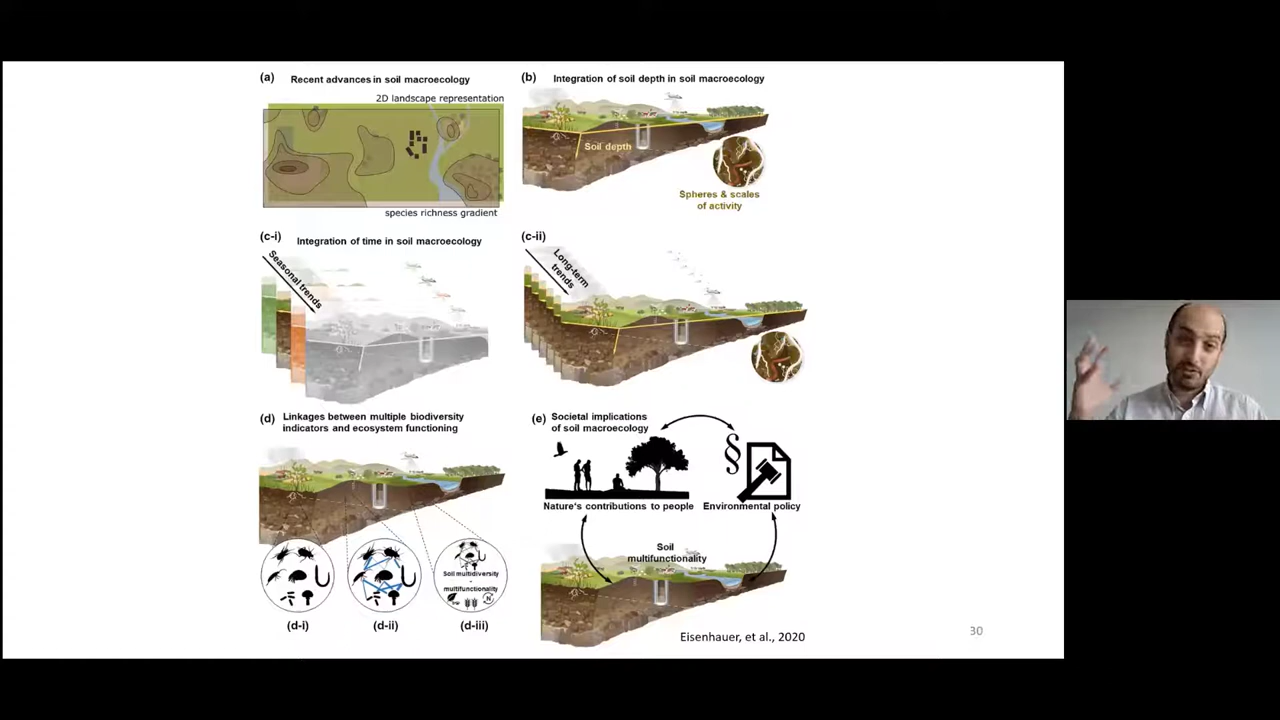 (a) Recent advances in soil macroecology
2D landscape representation
species richness gradient
(b) Integration of soil depth in soil macroecology
Soil depth
Spheres & scales
of activity
(c-i) Integration of time in soil macroecology
Seasonal trends
(c-ii)
Long-term
trends
(d) Linkages between multiple biodiversity
indicators and ecosystem functioning
Soil multidiversity
-
multifunctionality
N
(d-i)
(d-ii)
(d-iii)
(e) Societal implications
of soil macroecology
§
Nature's contributions to people
Environmental policy
Soil
multifunctionality
Eisenhauer, et al., 2020
30